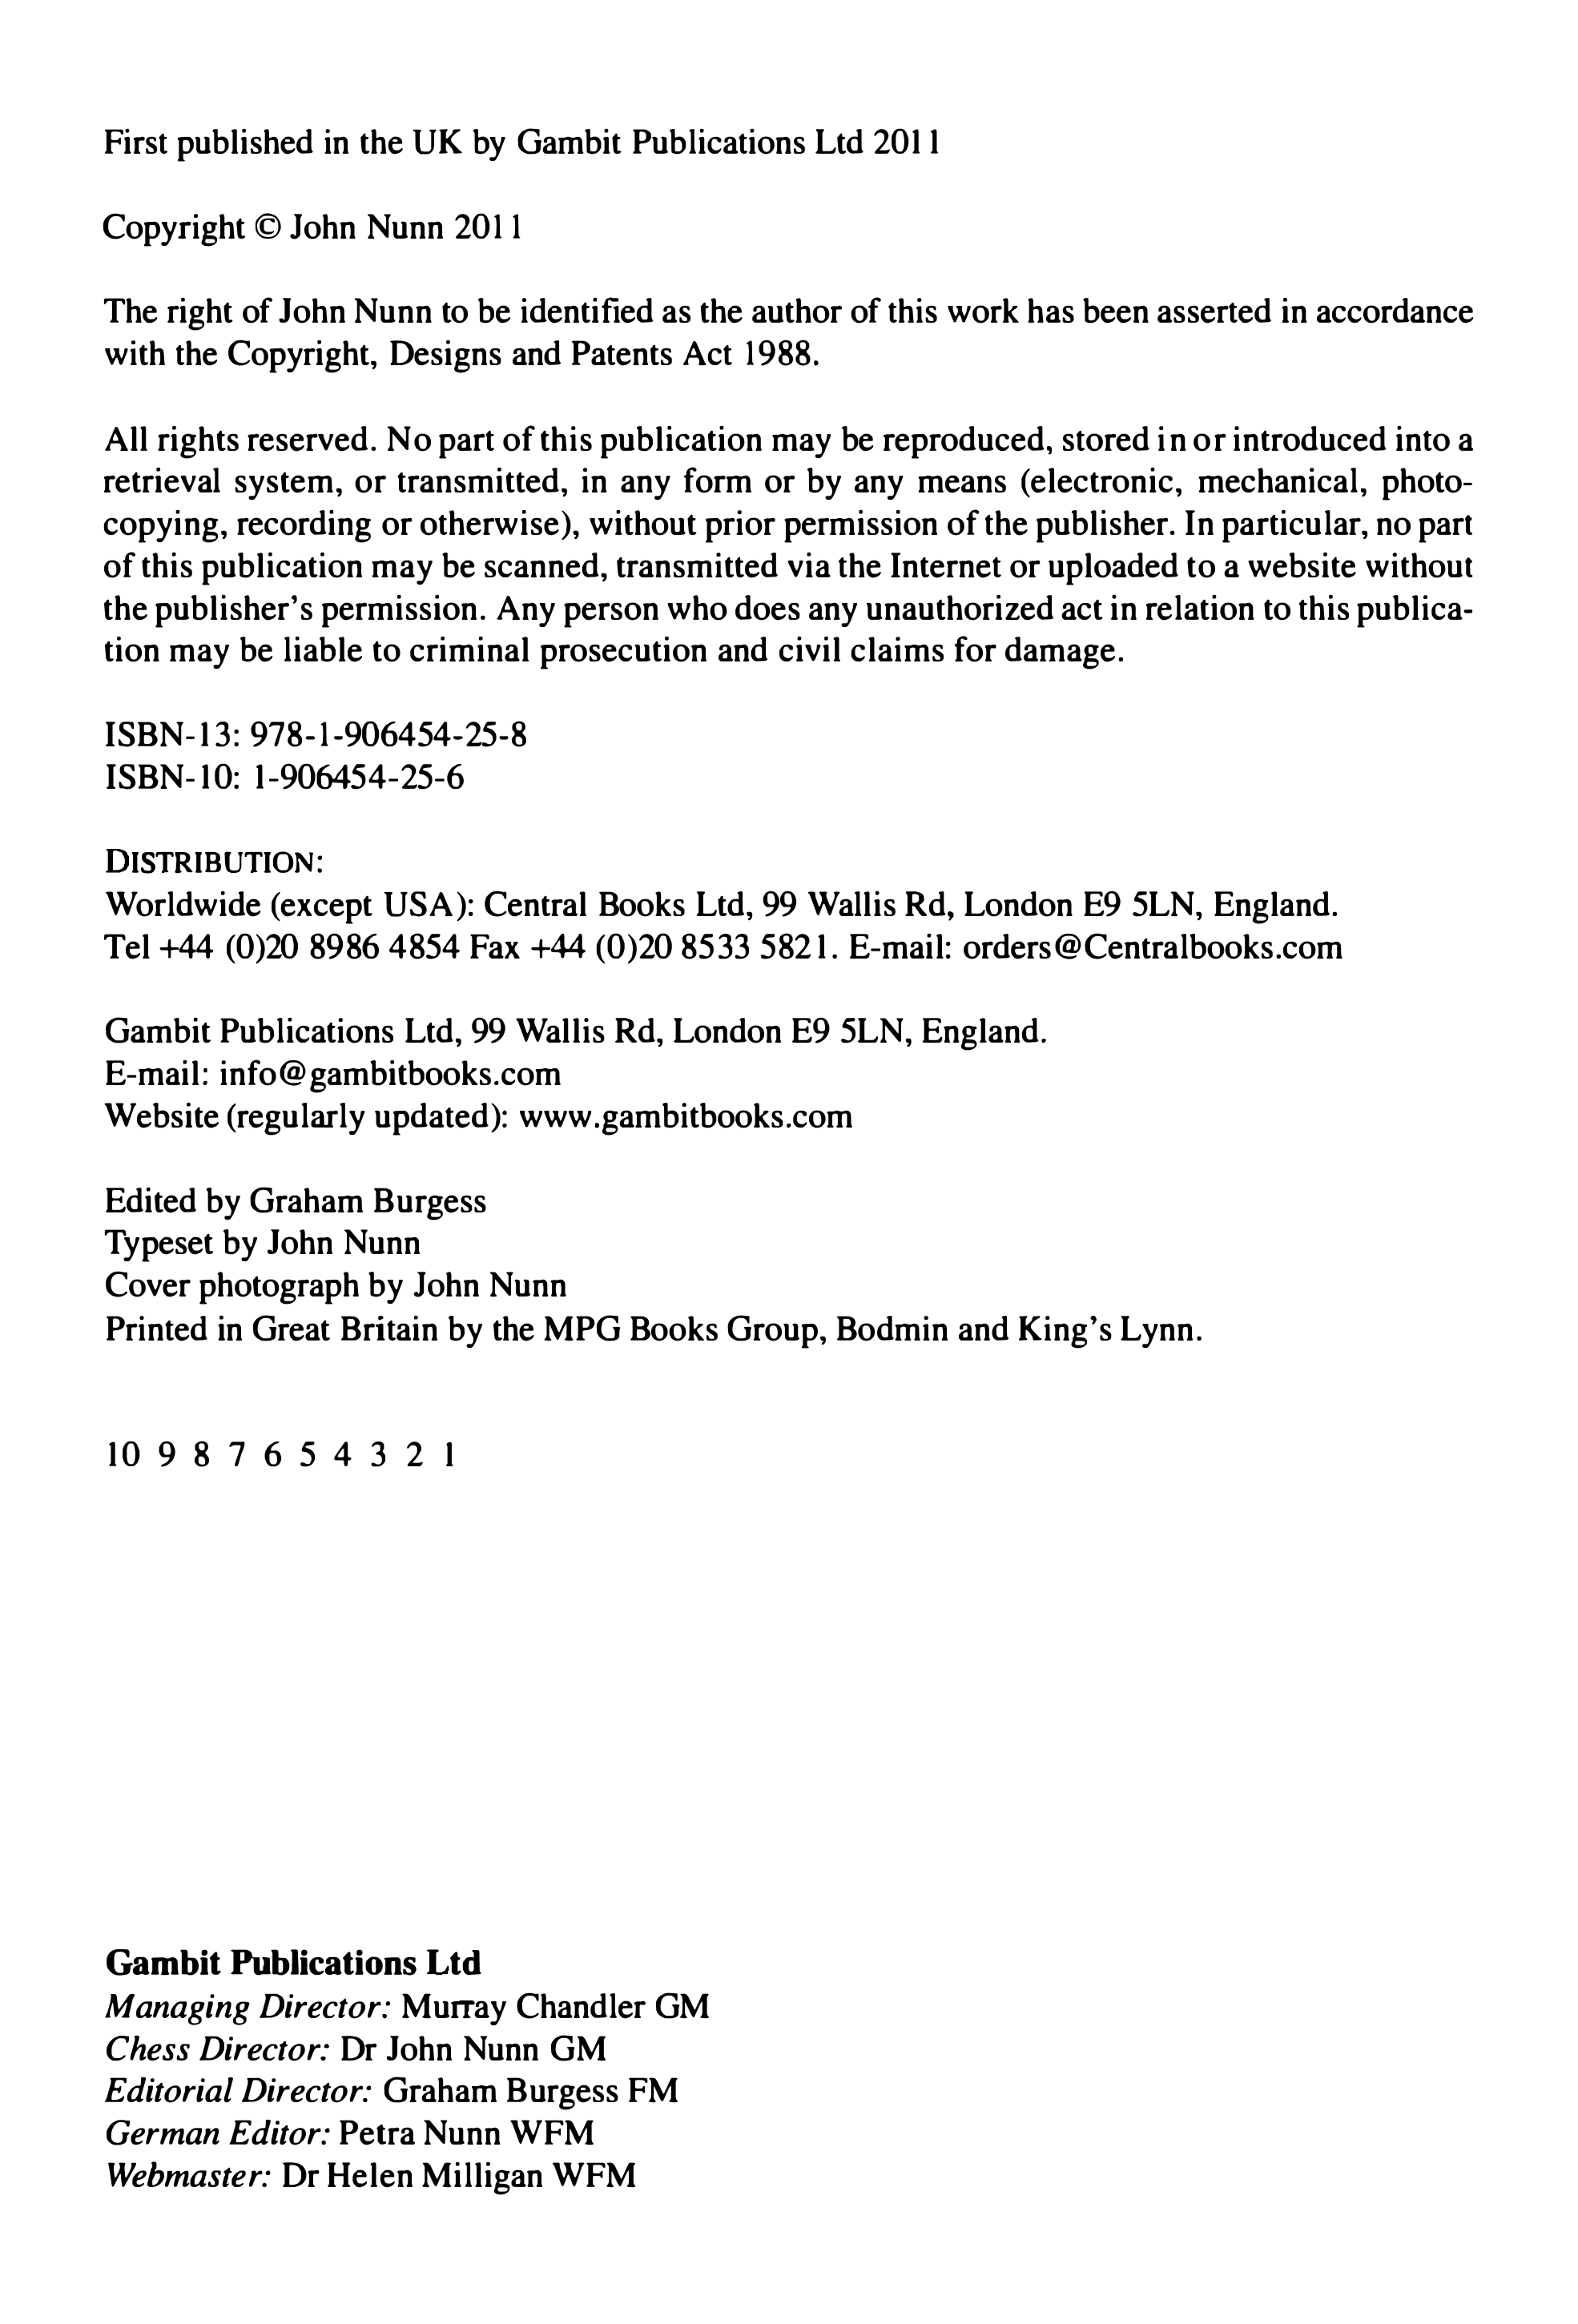 First published in the UK by Gambit Publications Ltd 2011
Copyright © John Nunn 2011
The right of John Nunn to be identified as the author of this work has been asserted in accordance
with the Copyright, Designs and Patents Act 1988.
All rights reserved. No part of this publication may be reproduced, stored in or introduced into a
retrieval system, or transmitted, in any form or by any means (electronic, mechanical, photo-
copying, recording or otherwise), without prior permission of the publisher. In particular, no part
of this publication may be scanned, transmitted via the Internet or uploaded to a website without
the publisher's permission. Any person who does any unauthorized act in relation to this publica-
tion may be liable to criminal prosecution and civil claims for damage.
ISBN-13: 978-1-906454-25-8
ISBN-10: 1-906454-25-6
DISTRIBUTION:
Worldwide (except USA): Central Books Ltd, 99 Wallis Rd, London E9 5LN, England.
Tel +44 (0)20 8986 4854 Fax +44 (0)20 8533 5821. E-mail: orders@Centralbooks.com
Gambit Publications Ltd, 99 Wallis Rd, London E9 5LN, England.
E-mail: info@gambitbooks.com
Website (regularly updated): www.gambitbooks.com
Edited by Graham Burgess
Typeset by John Nunn
Cover photograph by John Nunn
Printed in Great Britain by the MPG Books Group, Bodmin and King's Lynn.
10 9 8 7 6 5 4 3 2 1
Gambit Publications Ltd
Managing Director: Murray Chandler GM
Chess Director: Dr John Nunn GM
Editorial Director: Graham Burgess FM
German Editor: Petra Nunn WFM
Webmaster: Dr Helen Milligan WFM